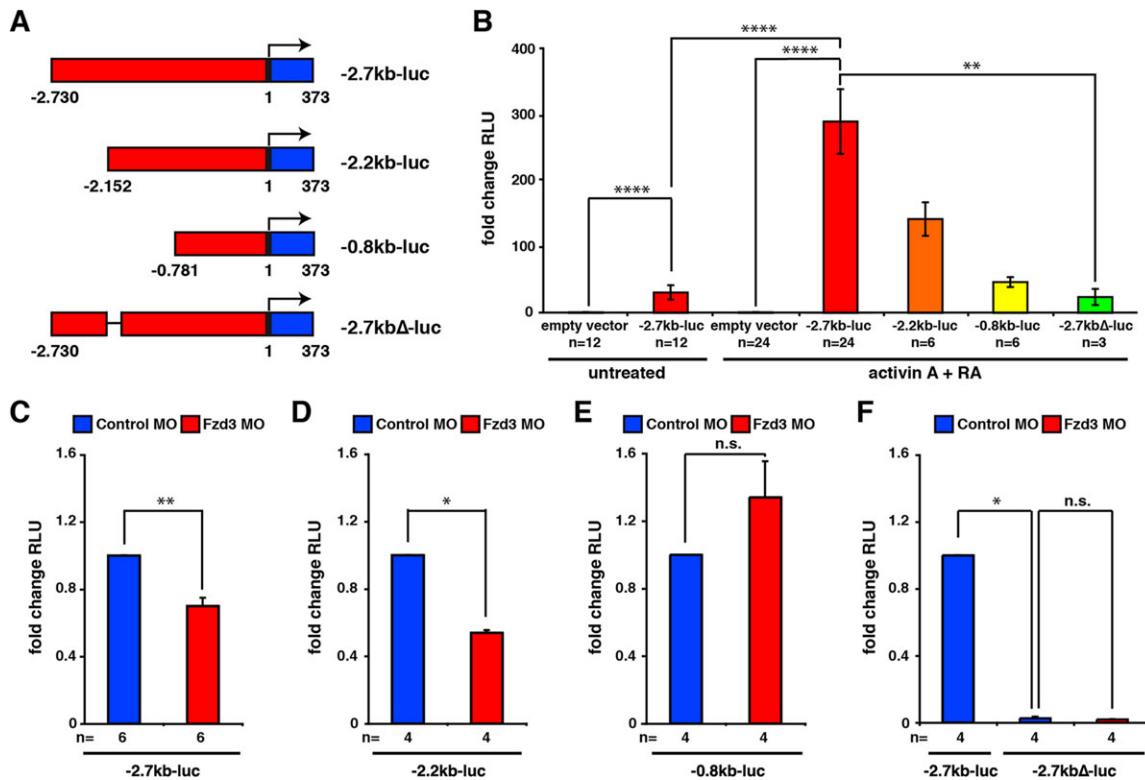 A
-2.7kb-luc
-2.730 1 373
-2.2kb-luc
-2.152 1 373
-0.8kb-luc
-0.781 1 373
-2.7kbΔ-luc
-2.730 1 373
B
fold change RLU
400
300
200
100
0
****
****
****
**
empty vector -2.7kb-luc empty vector -2.7kb-luc -2.2kb-luc -0.8kb-luc -2.7kbΔ-luc
n=12 n=12 n=24 n=24 n=6 n=6 n=3
untreated activin A + RA
C
Control MO Fzd3 MO
fold change RLU
1.6
1.2
0.8
0.4
0
**
n= 6 6
-2.7kb-luc
D
Control MO Fzd3 MO
fold change RLU
1.6
1.2
0.8
0.4
0
*
n= 4 4
-2.2kb-luc
E
Control MO Fzd3 MO
fold change RLU
1.6
1.2
0.8
0.4
0
n.s.
n= 4 4
-0.8kb-luc
F
Control MO Fzd3 MO
fold change RLU
1.6
1.2
0.8
0.4
0
* n.s.
n= 4 4 4
-2.7kb-luc -2.7kbΔ-luc